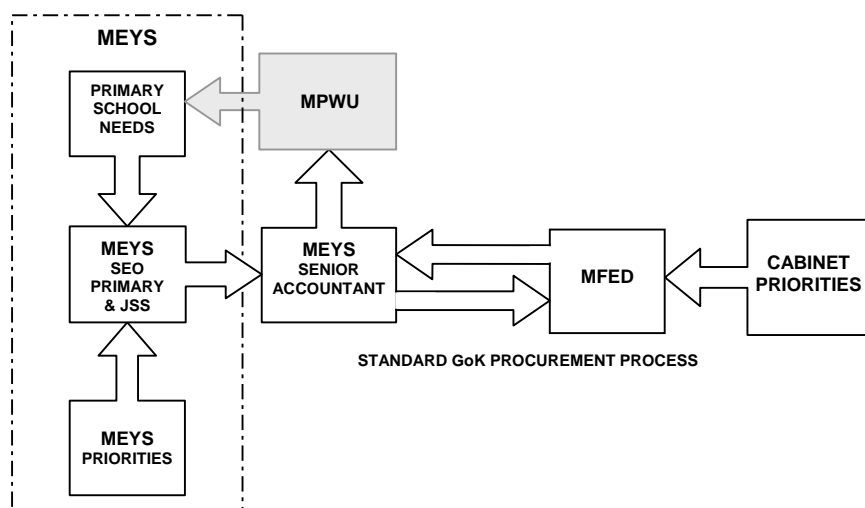 MEYS
PRIMARY
SCHOOL
NEEDS
MPWU
MEYS
SEO
PRIMARY
& JSS
MEYS
SENIOR
ACCOUNTANT
MFED
CABINET
PRIORITIES
STANDARD GoK PROCUREMENT PROCESS
MEYS
PRIORITIES